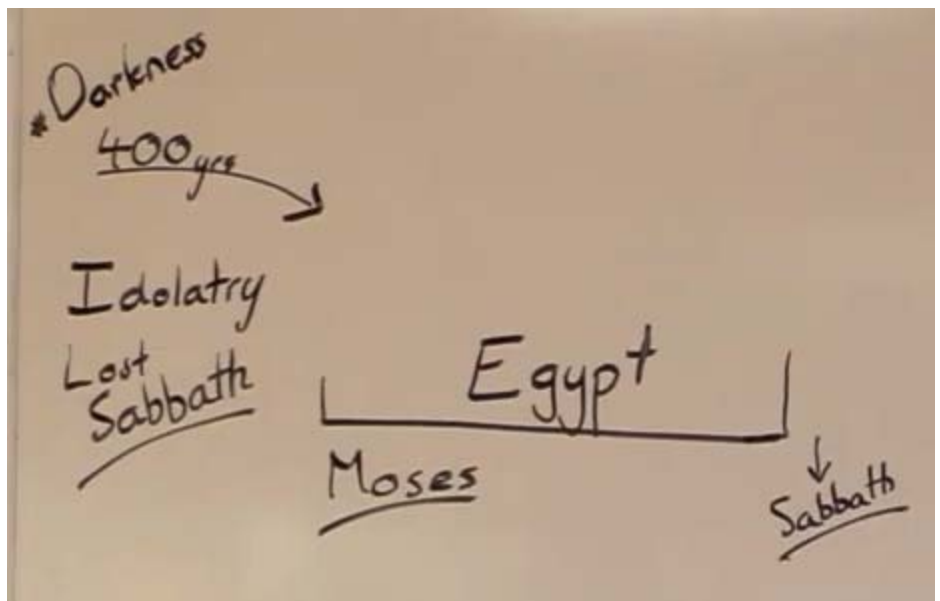 *Darkness
400yrs
Idolatry
Lost
Sabbath
Egypt
Moses
Sabbath